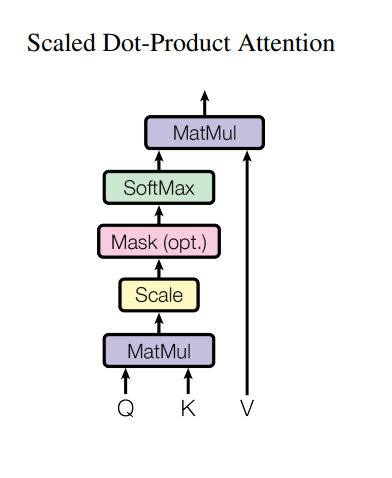 Scaled Dot-Product Attention
MatMul
SoftMax
Mask (opt.)
Scale
MatMul
Q K V